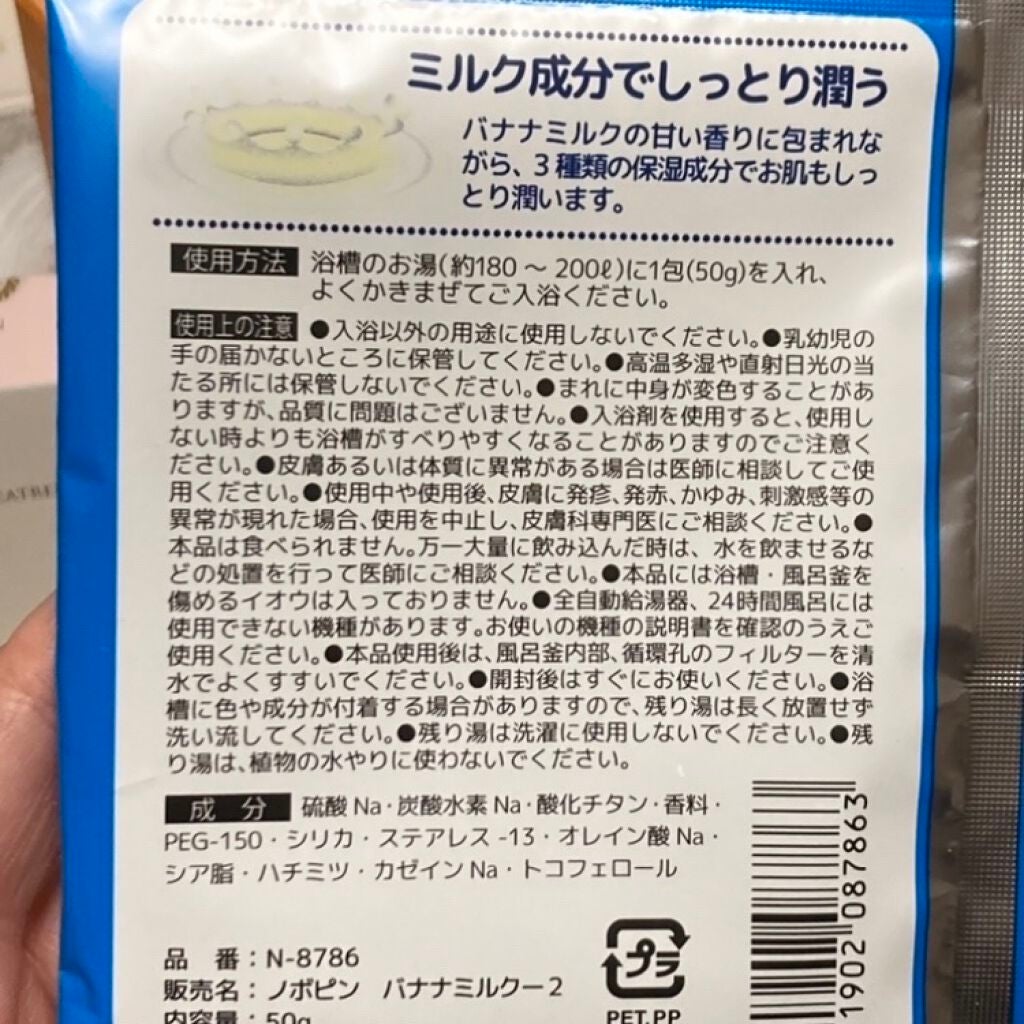 ミルク成分でしっとり潤う
バナナミルクの甘い香りに包まれな
がら、3種類の保湿成分でお肌もしっ
とり潤います。
使用方法 浴槽のお湯(約180〜200ℓ)に1包(50g)を入れ、
よくかきまぜてご入浴ください。
使用上の注意 ●入浴以外の用途に使用しないでください。●乳幼児の
手の届かないところに保管してください。●高温多湿や直射日光の当
たる所には保管しないでください。●まれに中身が変色することがあ
りますが、品質に問題はございません。●入浴剤を使用すると、使用し
ない時よりも浴槽がすべりやすくなることがありますのでご注意く
ださい。●皮膚あるいは体質に異常がある場合は医師に相談してご使
用ください。●使用中や使用後、皮膚に発疹、発赤、かゆみ、刺激感等の
異常が現れた場合、使用を中止し、皮膚科専門医にご相談ください。●
本品は食べられません。万一大量に飲み込んだ時は、水を飲ませるな
どの処置を行って医師にご相談ください。●本品には浴槽・風呂釜を
傷めるイオウは入っておりません。●全自動給湯器、24時間風呂には
使用できない機種があります。お使いの機種の説明書を確認のうえご
使用ください。●本品使用後は、風呂釜内部、循環孔のフィルターを清
水でよくすすいでください。●開封後はすぐにお使いください。●浴
槽に色や成分が付着する場合がありますので、残り湯は長く放置せず
洗い流してください。●残り湯は洗濯に使用しないでください。●残
り湯は、植物の水やりに使わないでください。
成 分 硫酸Na・炭酸水素Na・酸化チタン・香料・
PEG-150・シリカ・ステアレス-13・オレイン酸Na・
シア脂・ハチミツ・カゼインNa・トコフェロール
品 番:N-8786
販売名:ノボピン バナナミルクー2
内容量:50g
プラ
PET,PP
1902 087863